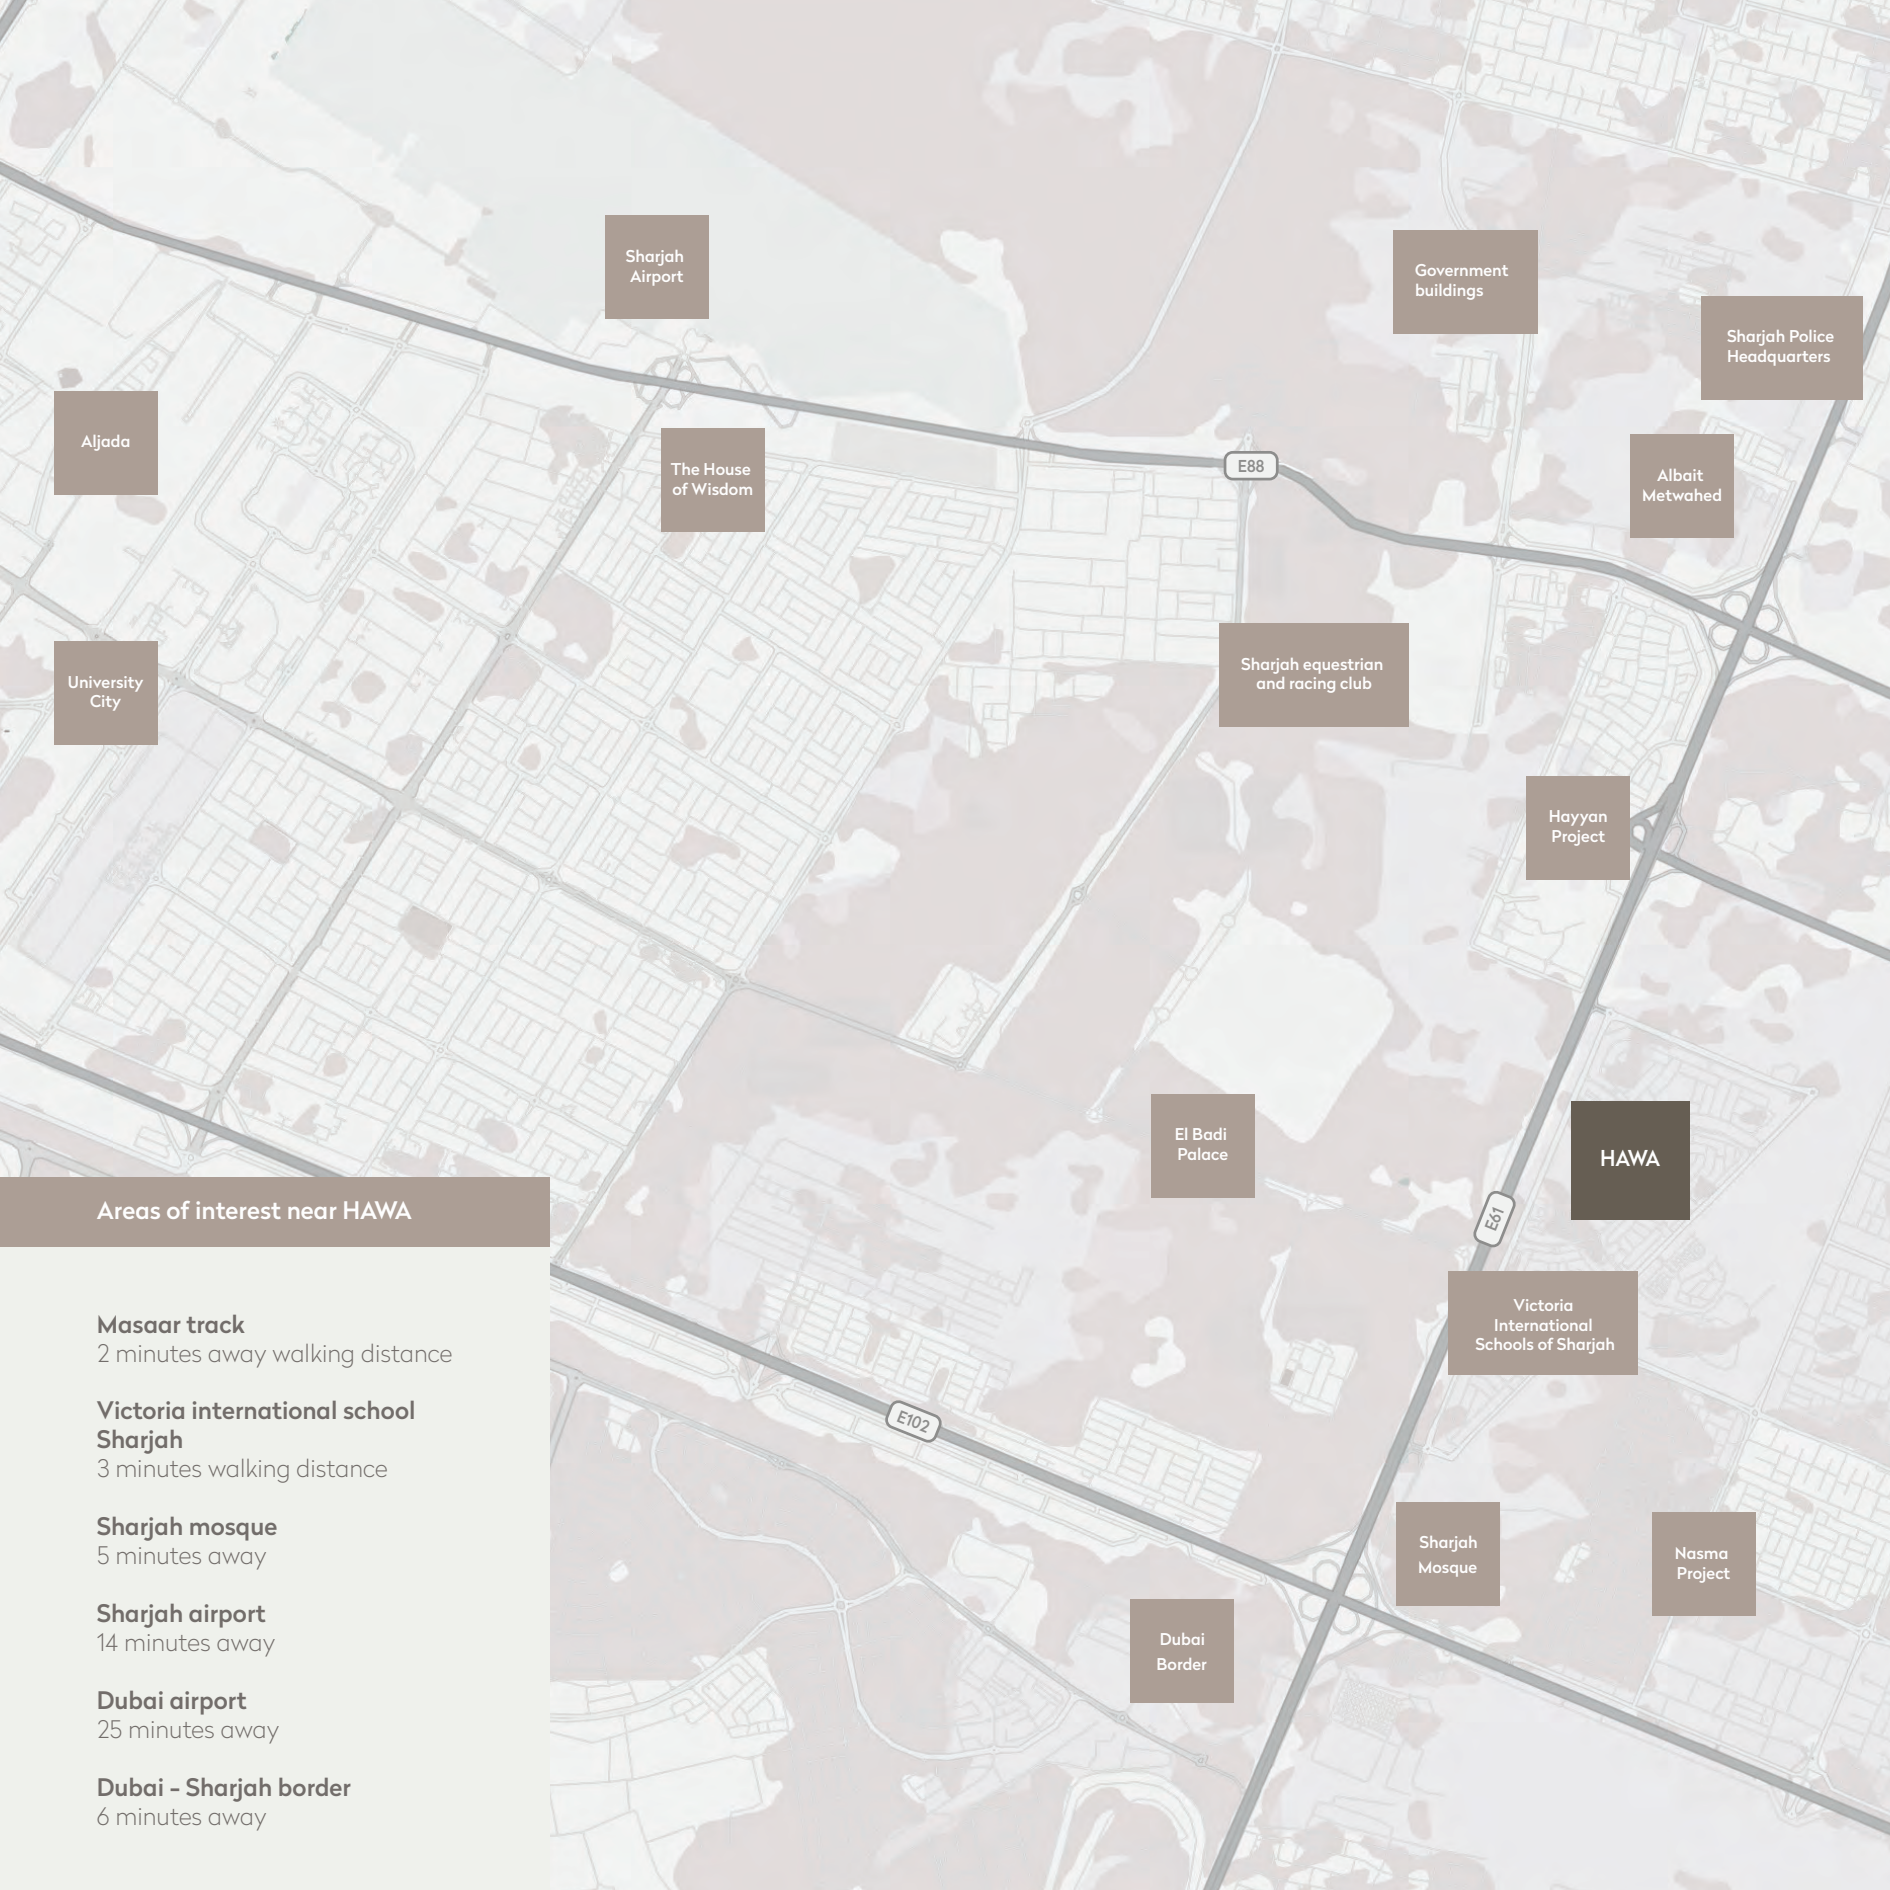 Sharjah
Airport
Government
buildings
Sharjah Police
Headquarters
Aljada
The House
of Wisdom
E88
Albait
Metwahed
University
City
Sharjah equestrian
and racing club
Hayyan
Project
El Badi
Palace
HAWA
E61
Victoria
International
Schools of Sharjah
E102
Sharjah
Mosque
Nasma
Project
Dubai
Border
Areas of interest near HAWA
Masaar track
2 minutes away walking distance
Victoria international school
Sharjah
3 minutes walking distance
Sharjah mosque
5 minutes away
Sharjah airport
14 minutes away
Dubai airport
25 minutes away
Dubai - Sharjah border
6 minutes away